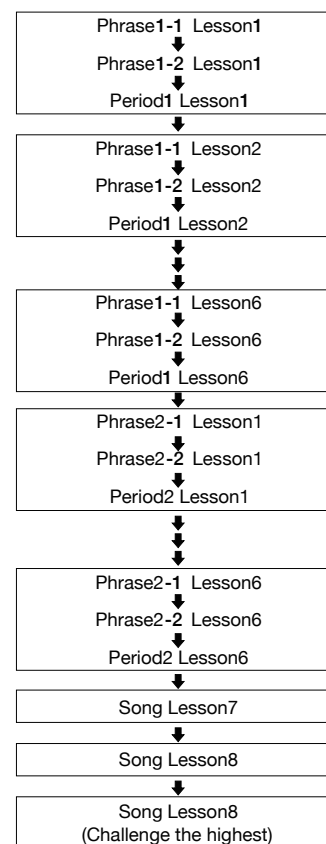 Phrase1-1 Lesson1
Phrase1-2 Lesson1
Period1 Lesson1
Phrase1-1 Lesson2
Phrase1-2 Lesson2
Period1 Lesson2
Phrase1-1 Lesson6
Phrase1-2 Lesson6
Period1 Lesson6
Phrase2-1 Lesson1
Phrase2-2 Lesson1
Period2 Lesson1
Phrase2-1 Lesson6
Phrase2-2 Lesson6
Period2 Lesson6
Song Lesson7
Song Lesson8
Song Lesson8
(Challenge the highest)